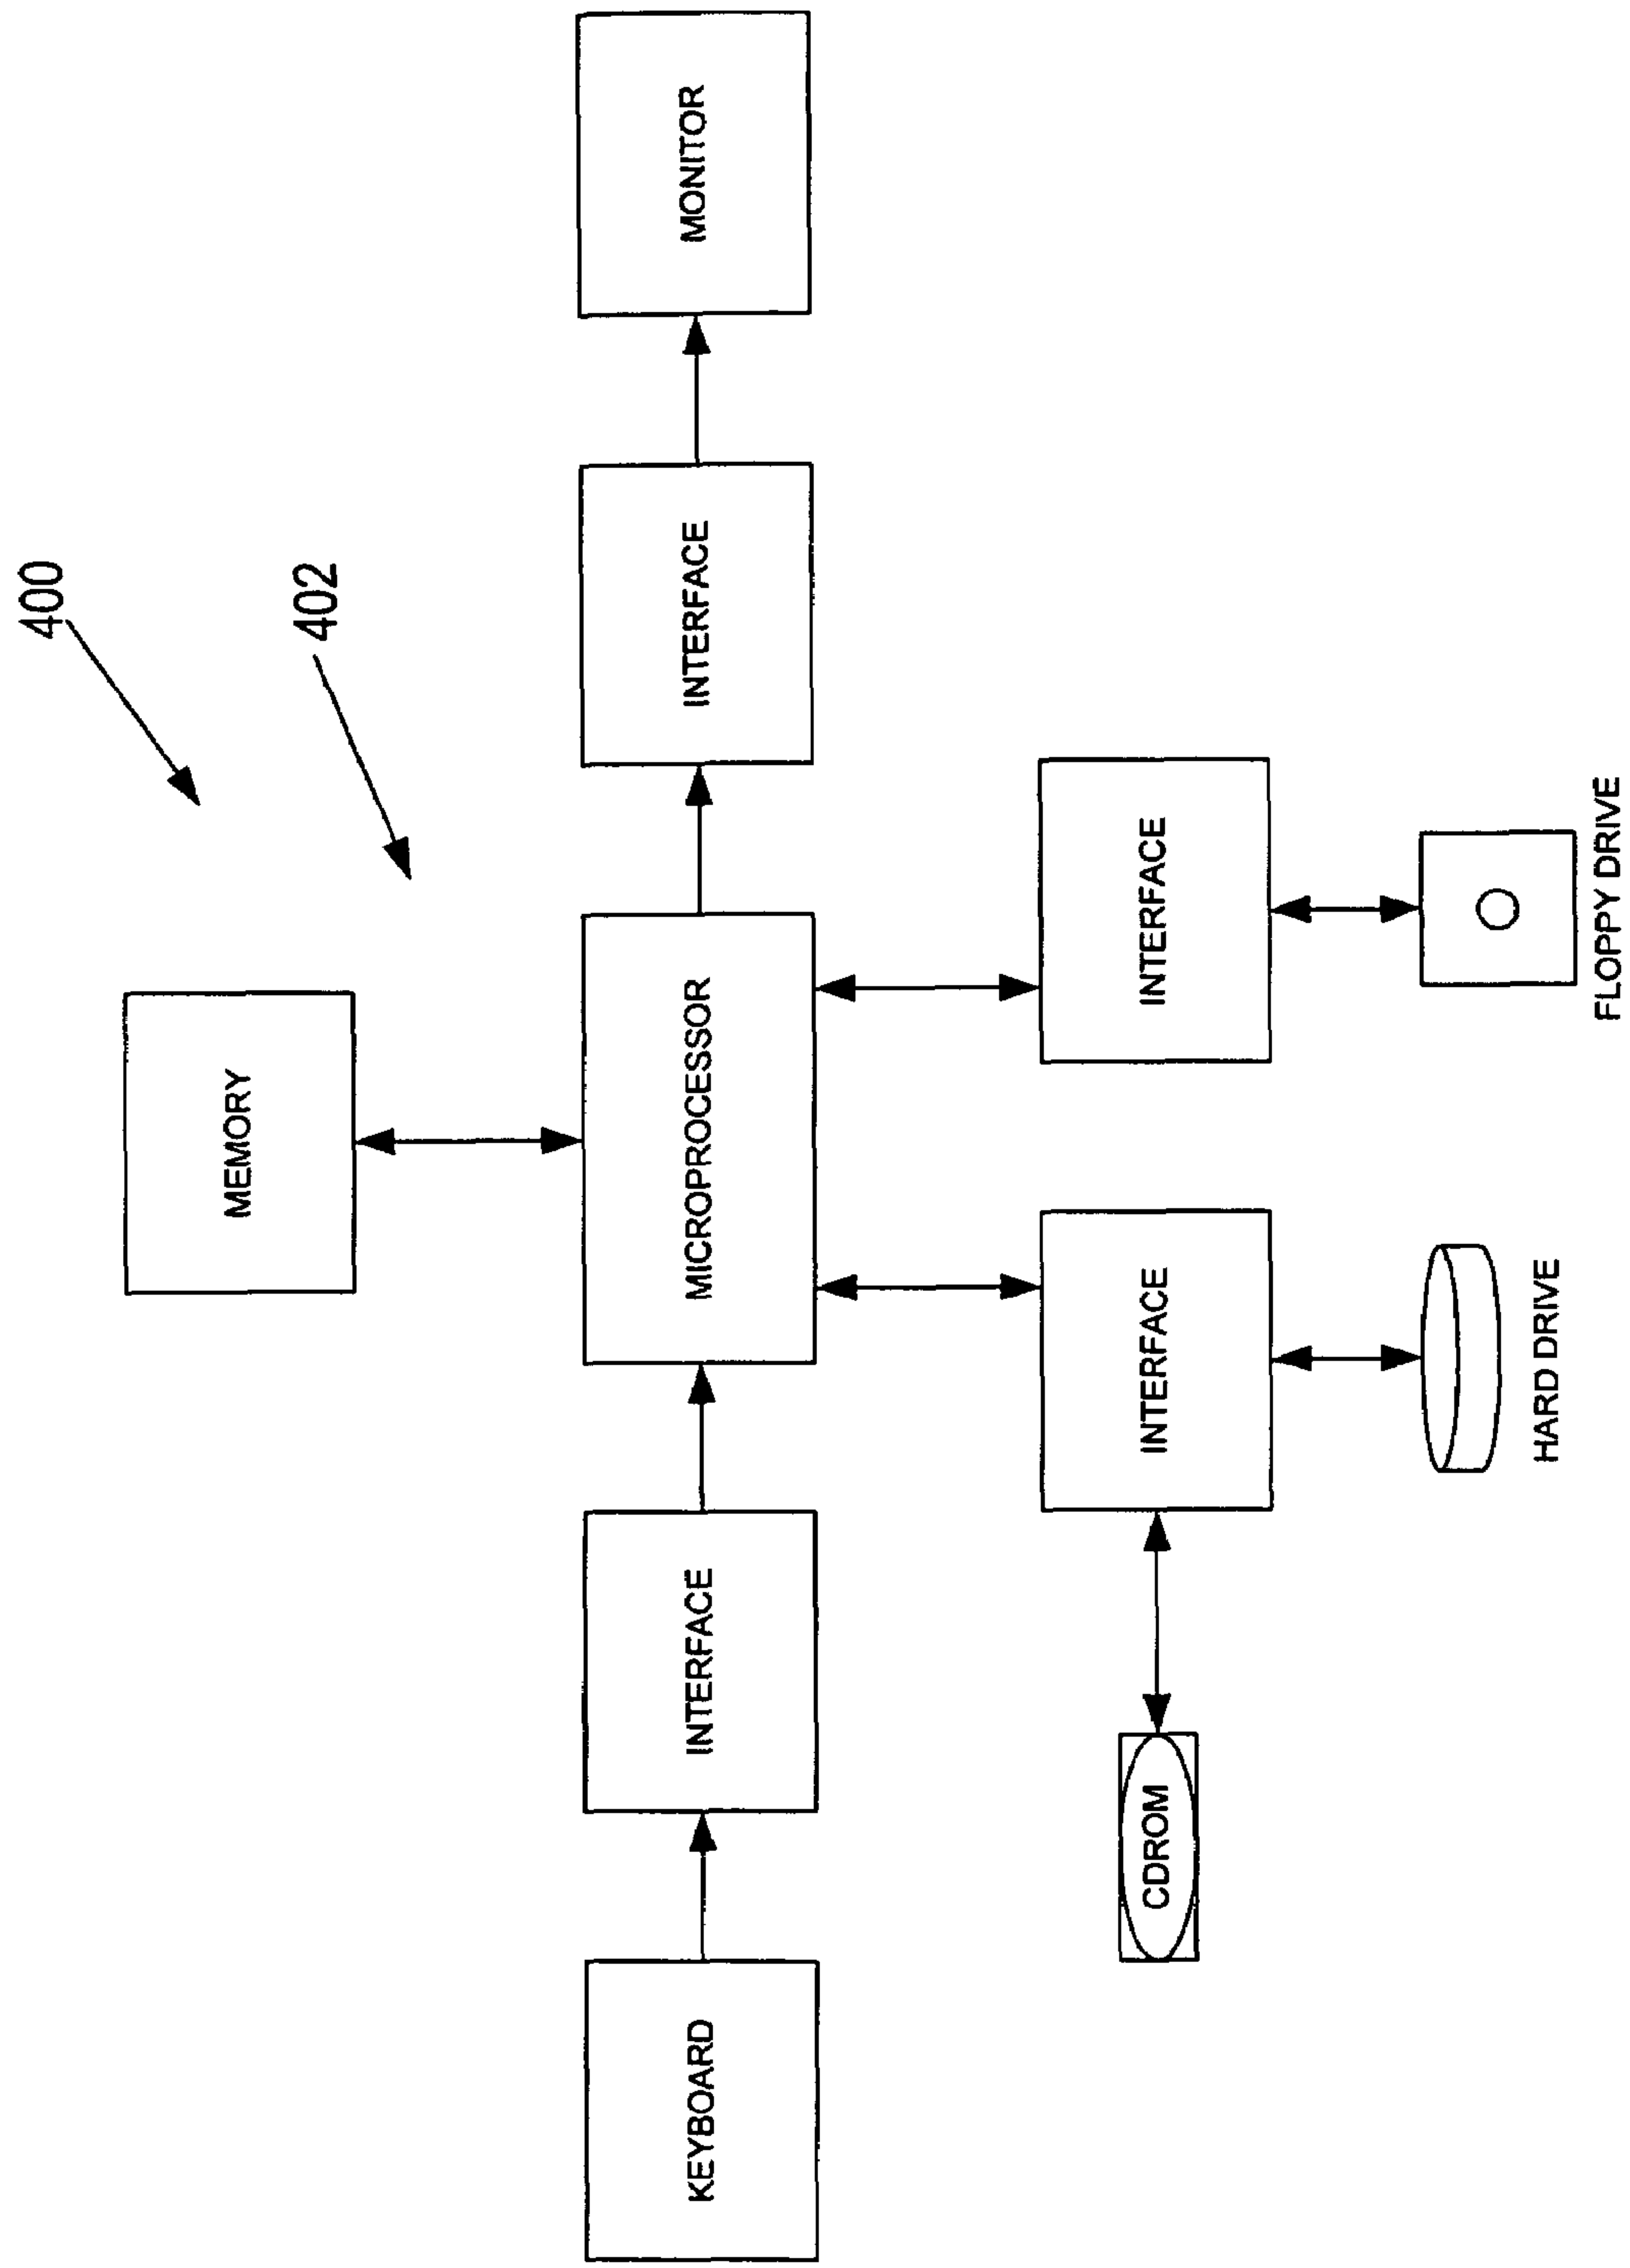 400
402
MEMORY
KEYBOARD
INTERFACE
MICROPROCESSOR
INTERFACE
MONITOR
CDROM
INTERFACE
INTERFACE
HARD DRIVE
FLOPPY DRIVE